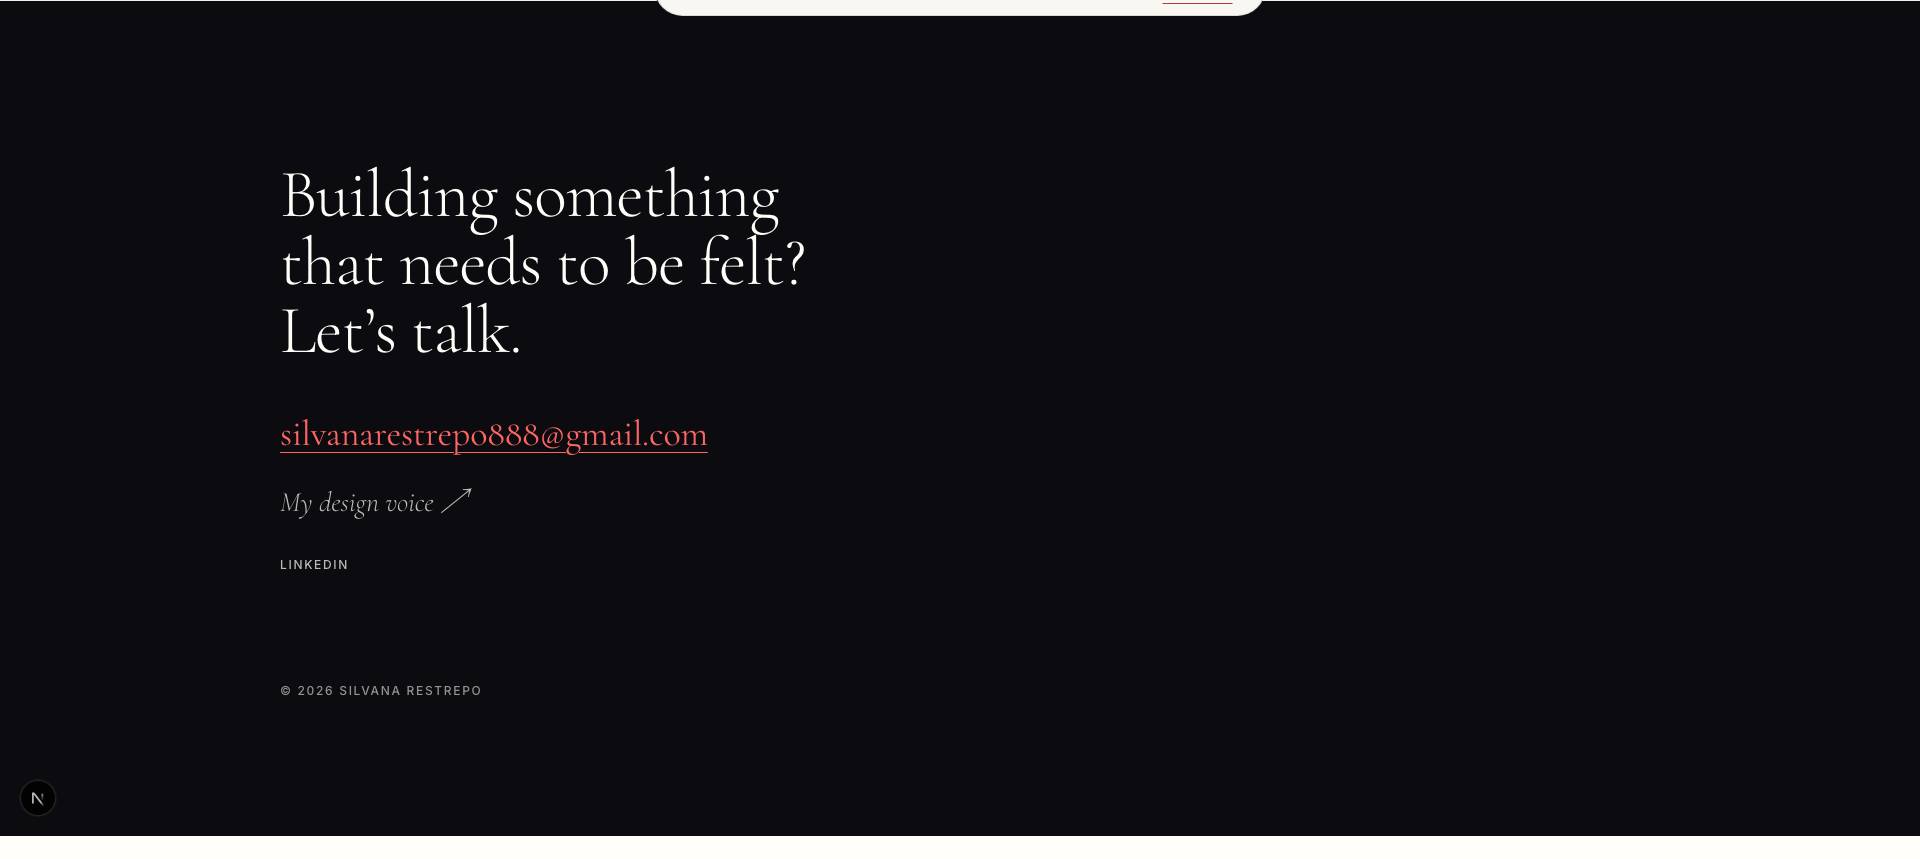 Building something
that needs to be felt?
Let’s talk.
silvanarestrepo888@gmail.com
My design voice ↗
LINKEDIN
© 2026 SILVANA RESTREPO
N